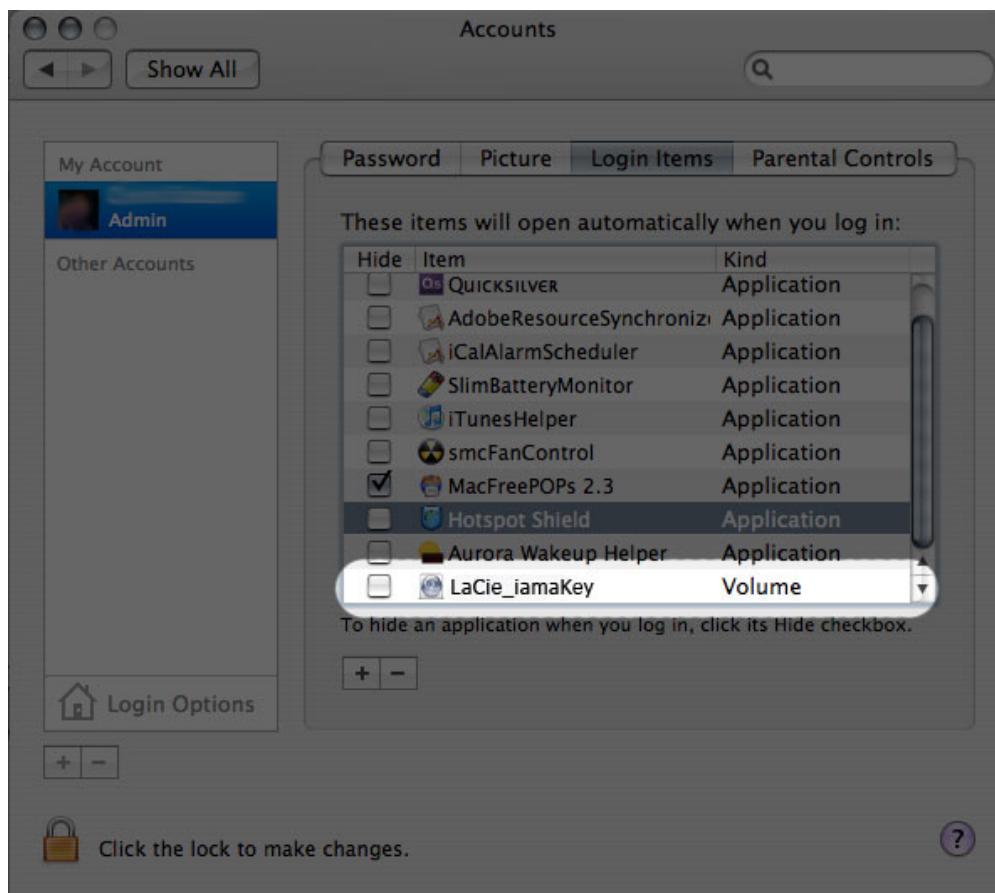 Accounts
Show All
My Account
Admin
Other Accounts
Login Options
Password Picture Login Items Parental Controls
These items will open automatically when you log in:
Hide Item Kind
Qs QUICKSILVER Application
AdobeResourceSynchroniz Application
iCalAlarmScheduler Application
SlimBatteryMonitor Application
iTunesHelper Application
smcFanControl Application
MacFreePOPs 2.3 Application
Hotspot Shield Application
Aurora Wakeup Helper Application
LaCie_iamaKey Volume
To hide an application when you log in, click its Hide checkbox.
+ −
+ −
Click the lock to make changes.
?